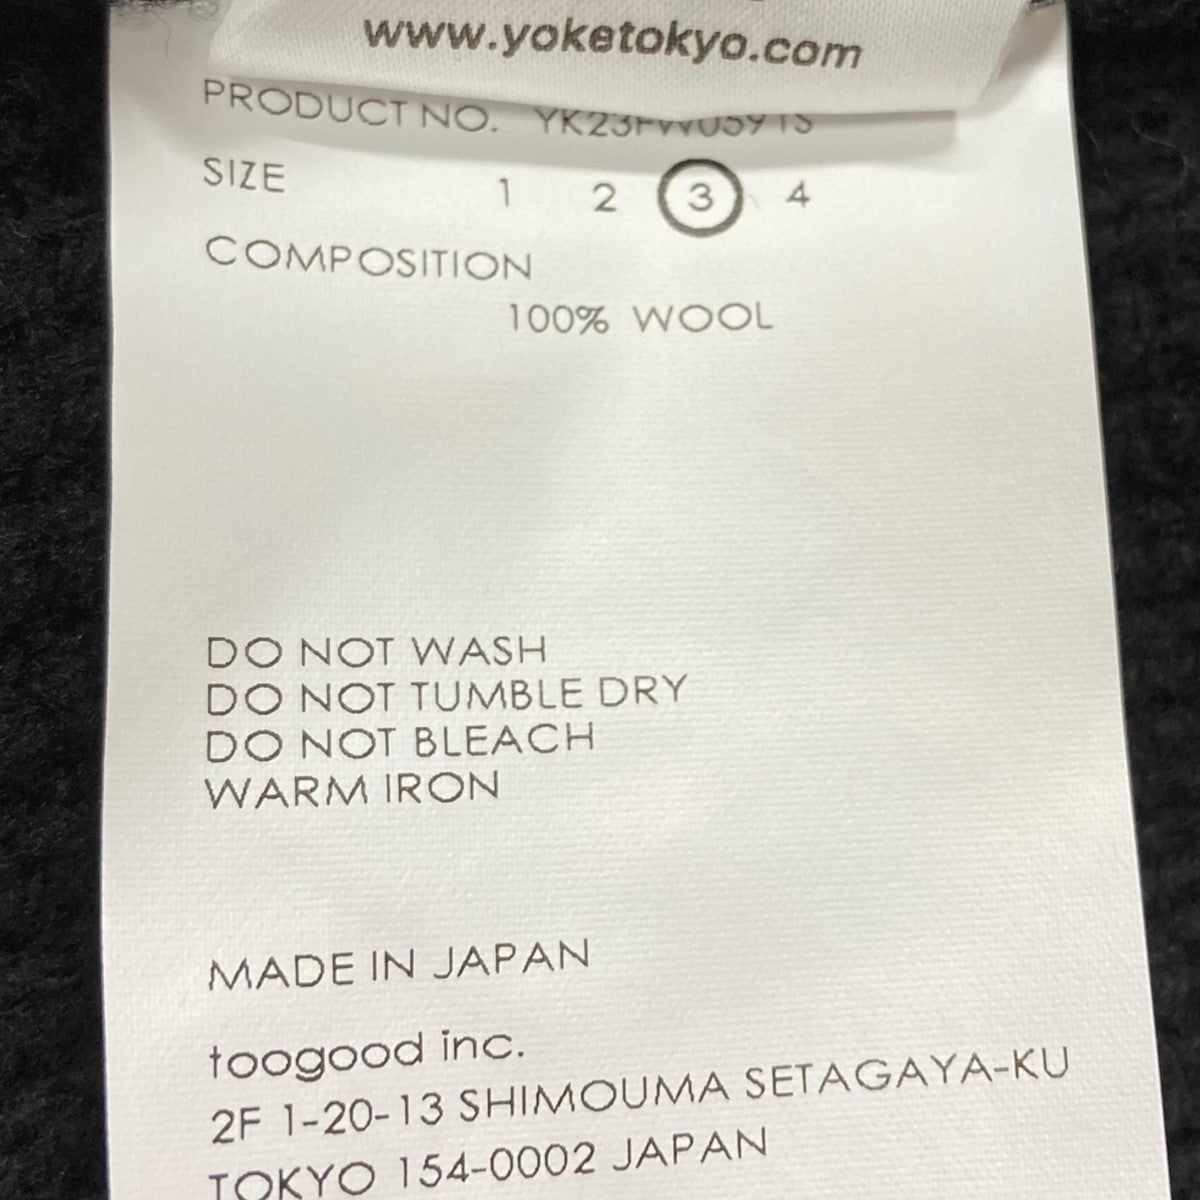 www.yoketokyo.com
PRODUCT NO.
SIZE 1 2 3 4
COMPOSITION
100% WOOL
DO NOT WASH
DO NOT TUMBLE DRY
DO NOT BLEACH
WARM IRON
MADE IN JAPAN
toogood inc.
2F 1-20-13 SHIMOUMA SETAGAYA-KU
TOKYO 154-0002 JAPAN